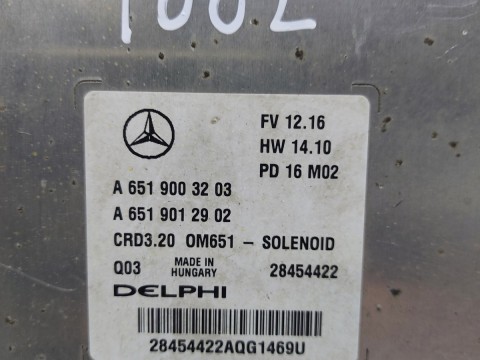 FV 12.16
HW 14.10
PD 16 M02
A 651 900 32 03
A 651 901 29 02
CRD3.20 OM651 – SOLENOID
Q03 MADE IN HUNGARY 28454422
DELPHI
28454422AQG1469U